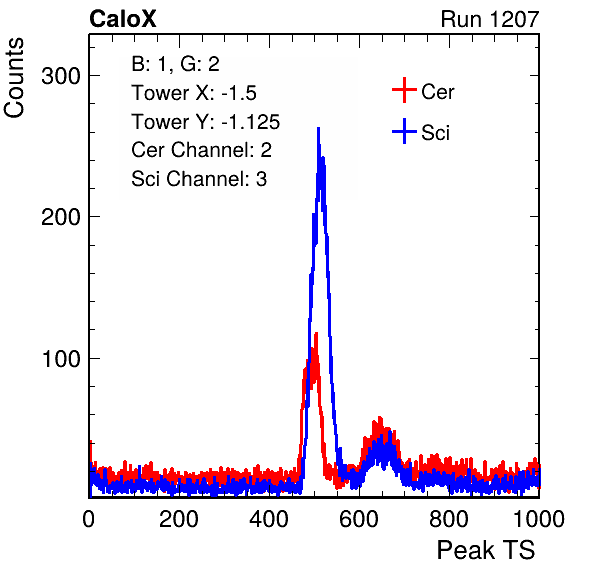 CaloX Run 1207
Counts
B: 1, G: 2
Tower X: -1.5
Tower Y: -1.125
Cer Channel: 2
Sci Channel: 3
Cer
Sci
300
200
100
0 200 400 600 800 1000
Peak TS